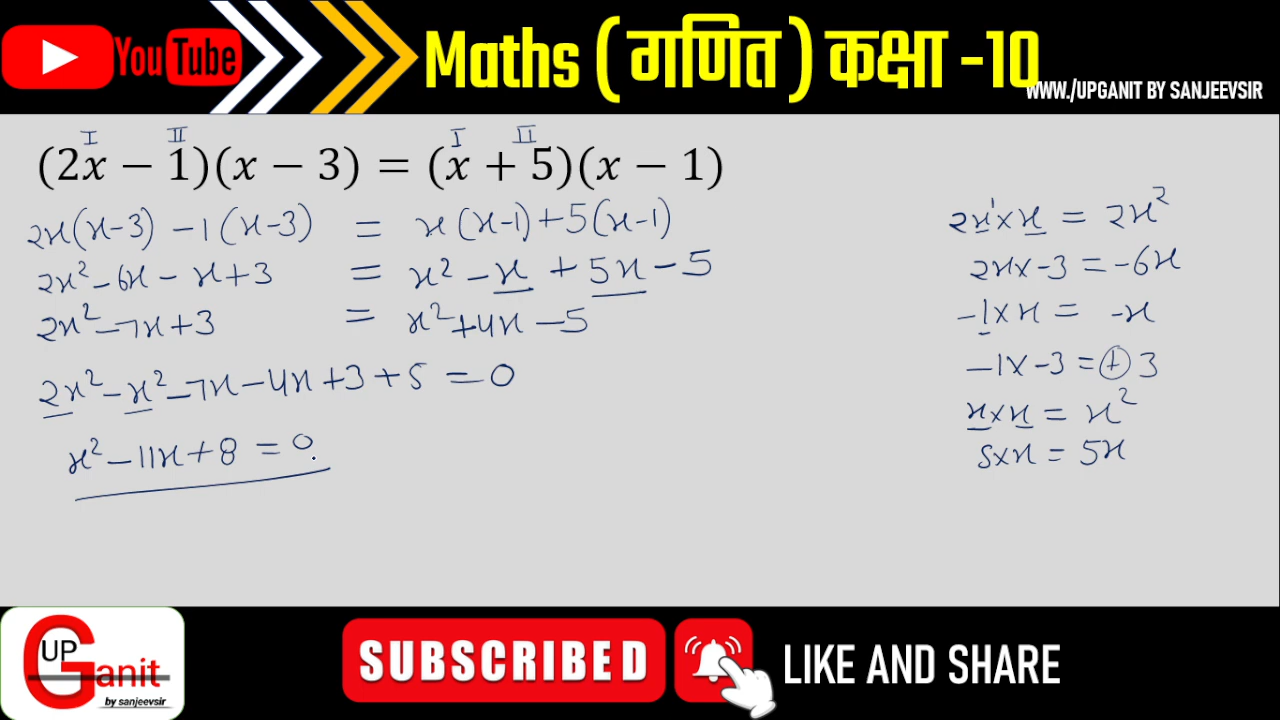 YouTube
Maths ( गणित ) कक्षा -10
WWW./UPGANIT BY SANJEEVSIR
I II I II
(2x − 1)(x − 3) = (x + 5)(x − 1)
2x(x-3) -1(x-3) = x(x-1)+5(x-1)
2x² -6x - x+3 = x² -x + 5x -5
2x² -7x+3 = x²+4x -5
2x² -x² -7x -4x +3 +5 = 0
x² -11x +8 = 0
2x¹ × x = 2x²
2x × -3 = -6x
-1 × x = -x
-1 × -3 = + 3
x × x = x²
5 × x = 5x
UP
Ganit
by sanjeevsir
SUBSCRIBED
LIKE AND SHARE